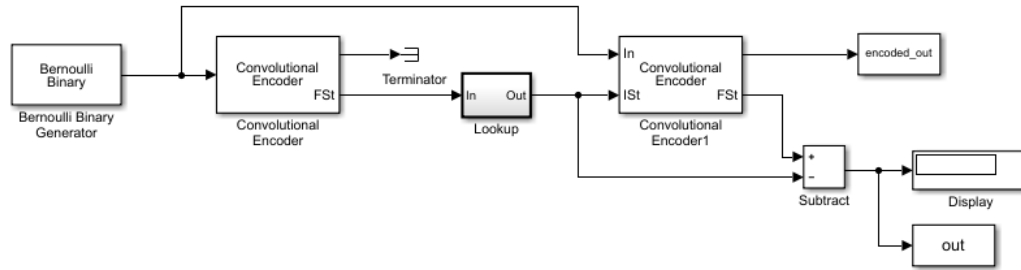 Bernoulli
Binary
Bernoulli Binary
Generator
Convolutional
Encoder
FSt
Convolutional
Encoder
Terminator
In
Out
Lookup
In
Convolutional
Encoder
ISt
FSt
Convolutional
Encoder1
encoded_out
+
−
Subtract
Display
out